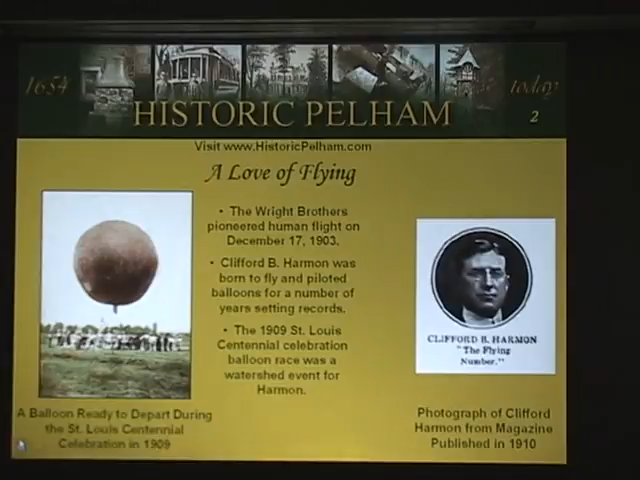 1654
today
HISTORIC PELHAM
2
Visit www.HistoricPelham.com
A Love of Flying
• The Wright Brothers
pioneered human flight on
December 17, 1903.
• Clifford B. Harmon was
born to fly and piloted
balloons for a number of
years setting records.
• The 1909 St. Louis
Centennial celebration
balloon race was a
watershed event for
Harmon.
A Balloon Ready to Depart During
the St. Louis Centennial
Celebration in 1909
CLIFFORD B. HARMON
"The Flying
Number."
Photograph of Clifford
Harmon from Magazine
Published in 1910